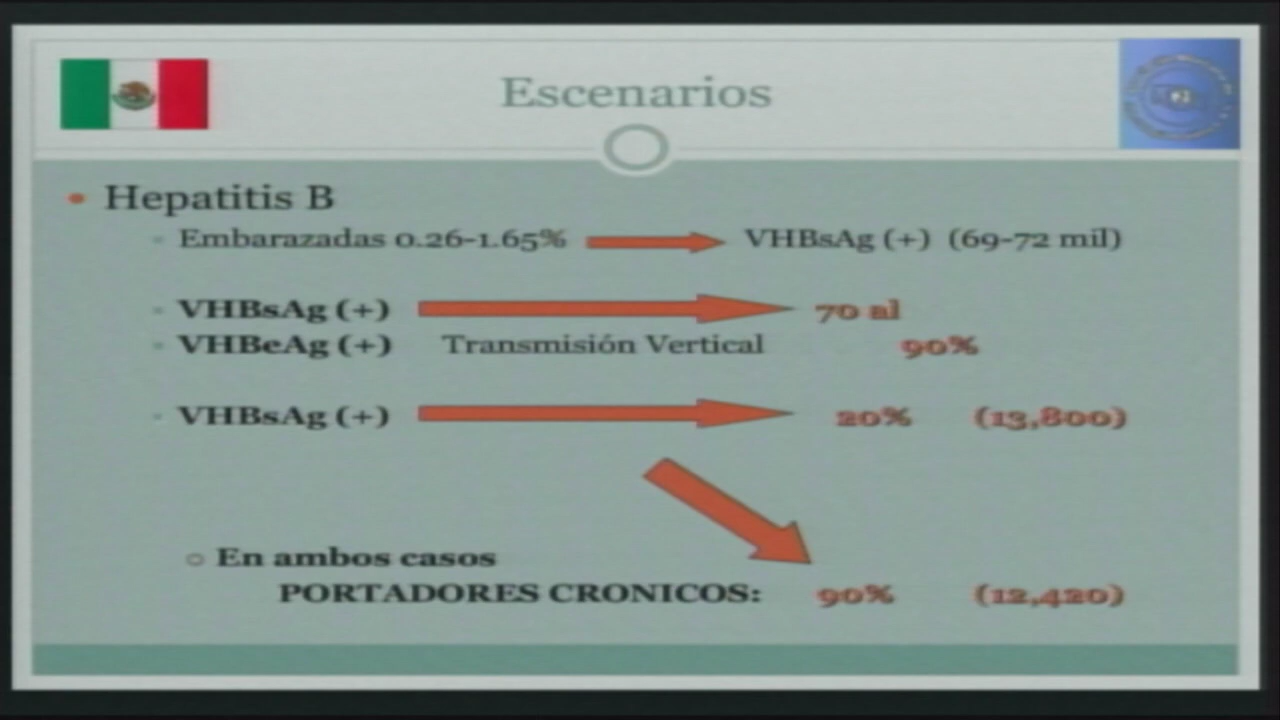 Escenarios
Hepatitis B
Embarazadas 0.26-1.65% VHBsAg (+) (69-72 mil)
VHBsAg (+) 70 al
VHBeAg (+) Transmisión Vertical 90%
VHBsAg (+) 20% (13,800)
En ambos casos
PORTADORES CRONICOS: 90% (12,420)